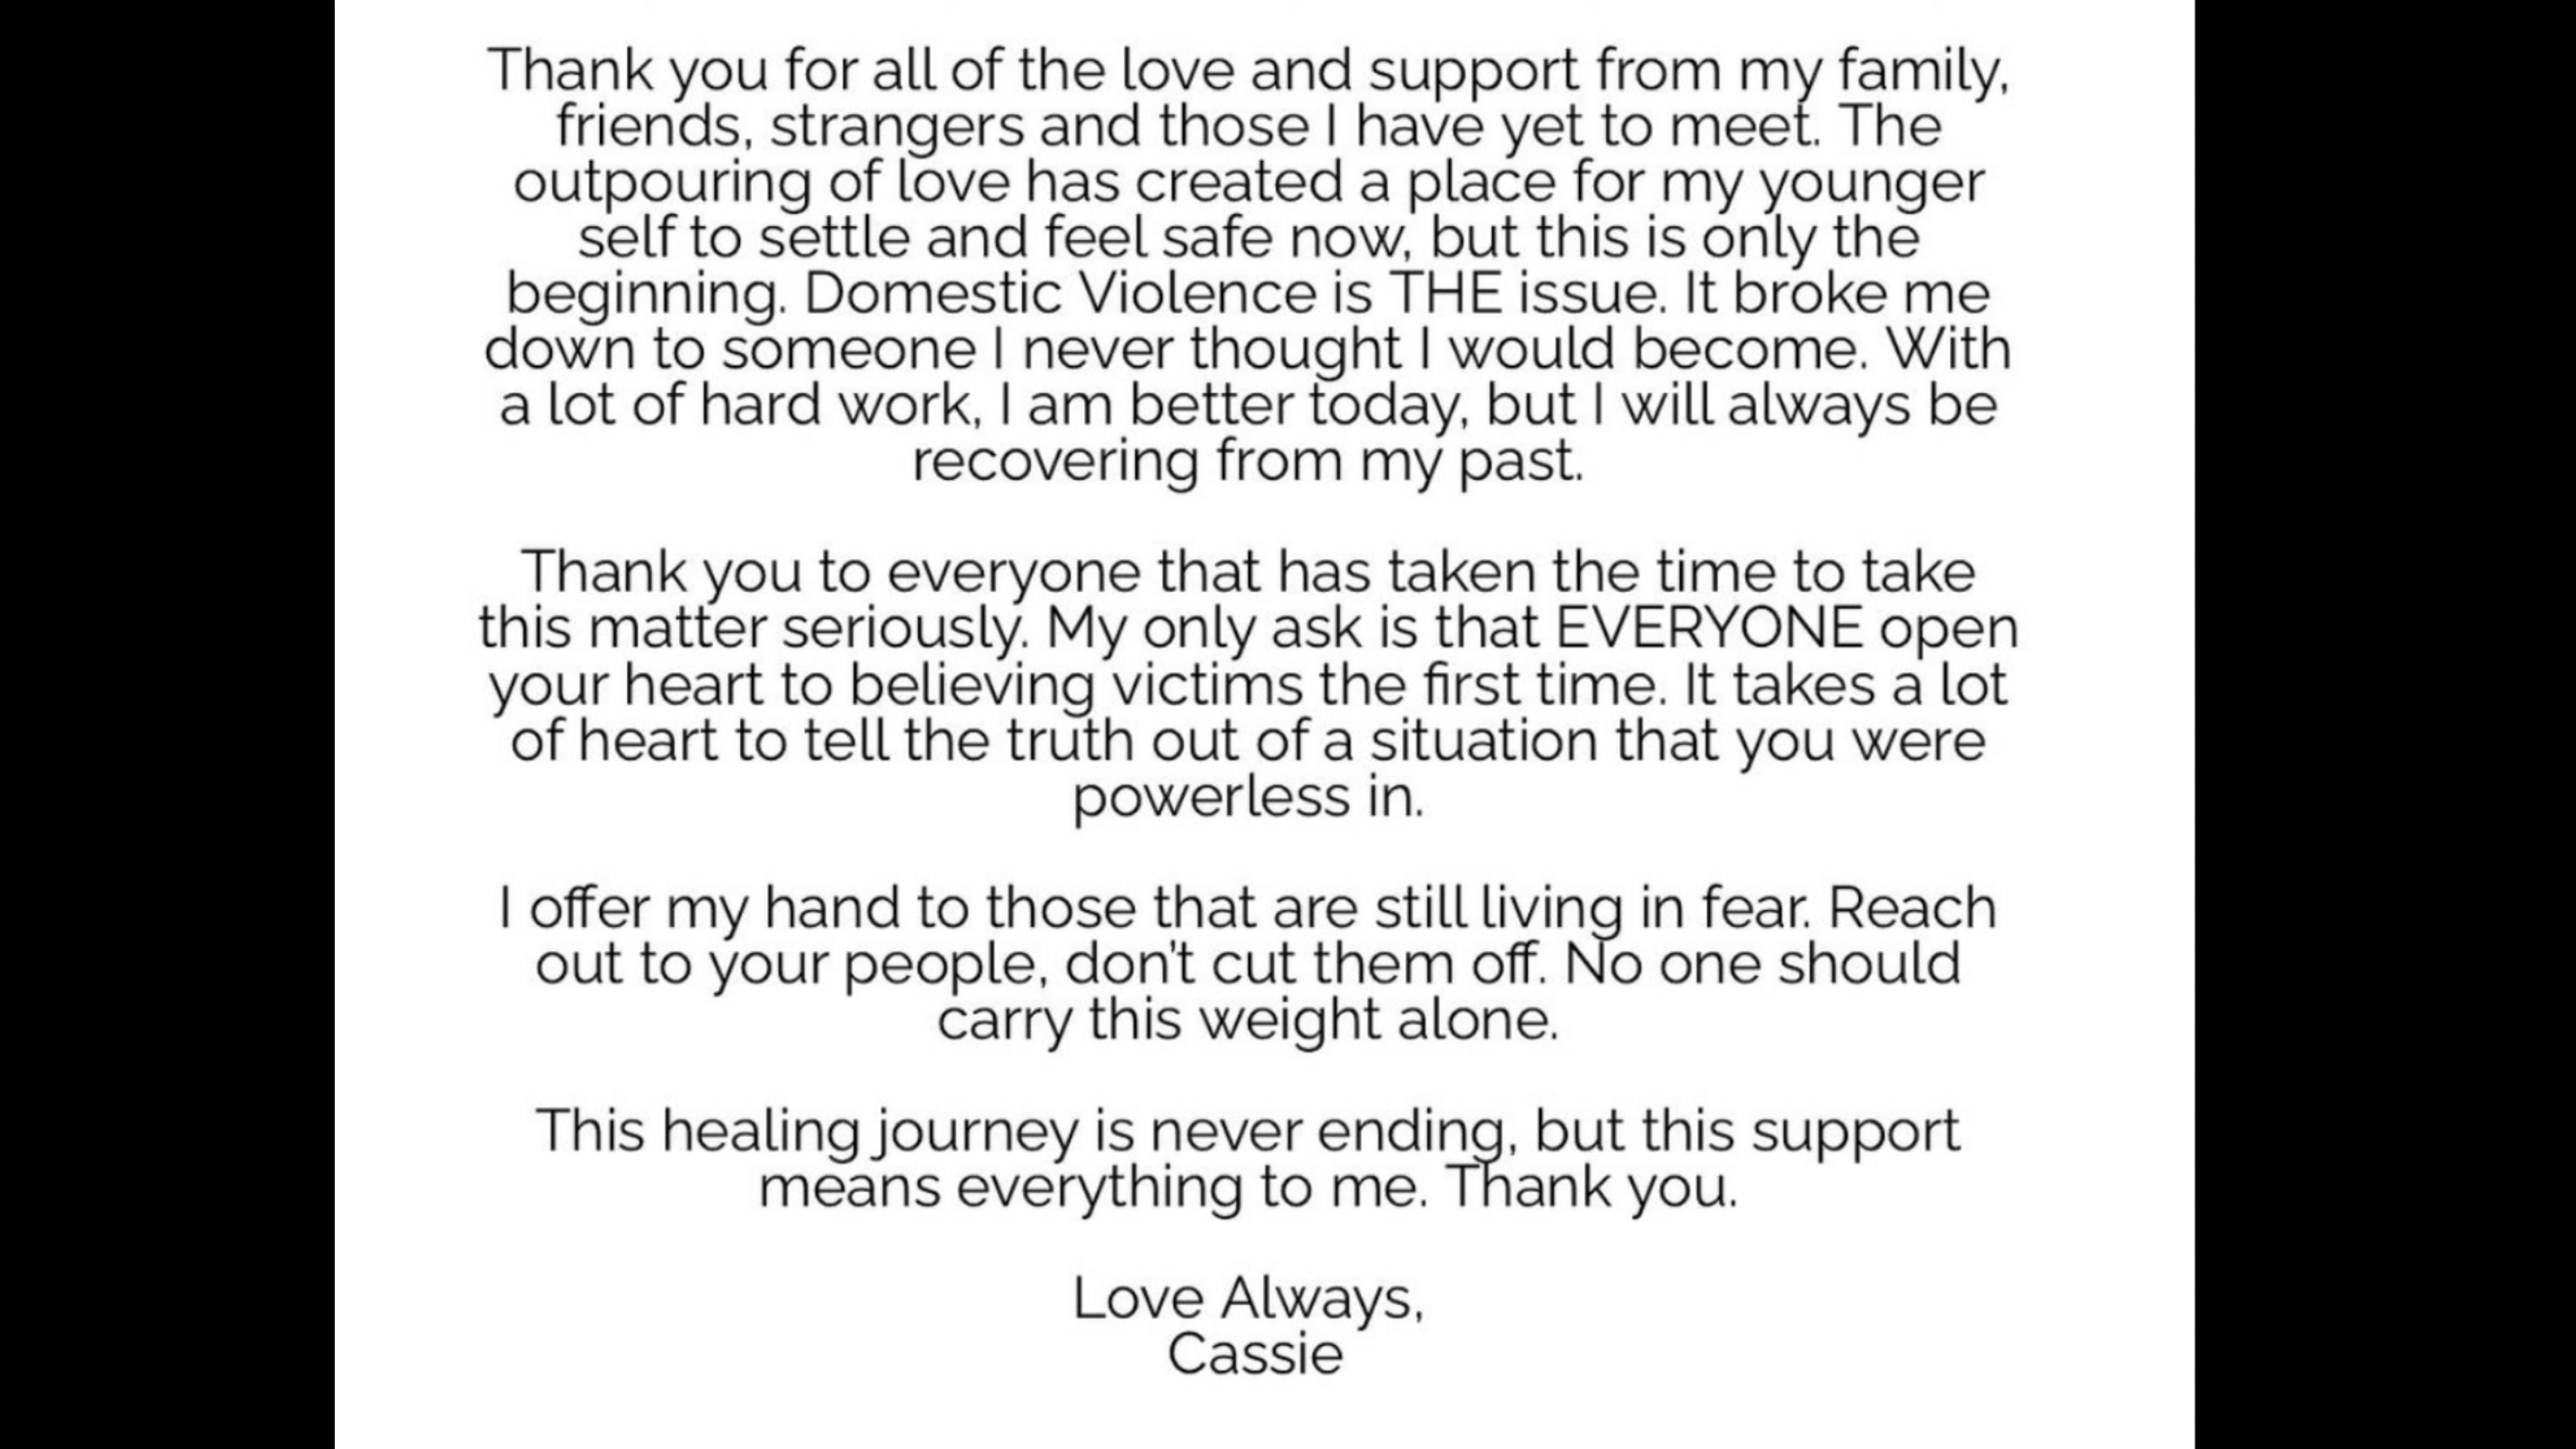 Thank you for all of the love and support from my family,
friends, strangers and those I have yet to meet. The
outpouring of love has created a place for my younger
self to settle and feel safe now, but this is only the
beginning. Domestic Violence is THE issue. It broke me
down to someone I never thought I would become. With
a lot of hard work, I am better today, but I will always be
recovering from my past.
Thank you to everyone that has taken the time to take
this matter seriously. My only ask is that EVERYONE open
your heart to believing victims the first time. It takes a lot
of heart to tell the truth out of a situation that you were
powerless in.
I offer my hand to those that are still living in fear. Reach
out to your people, don't cut them off. No one should
carry this weight alone.
This healing journey is never ending, but this support
means everything to me. Thank you.
Love Always,
Cassie